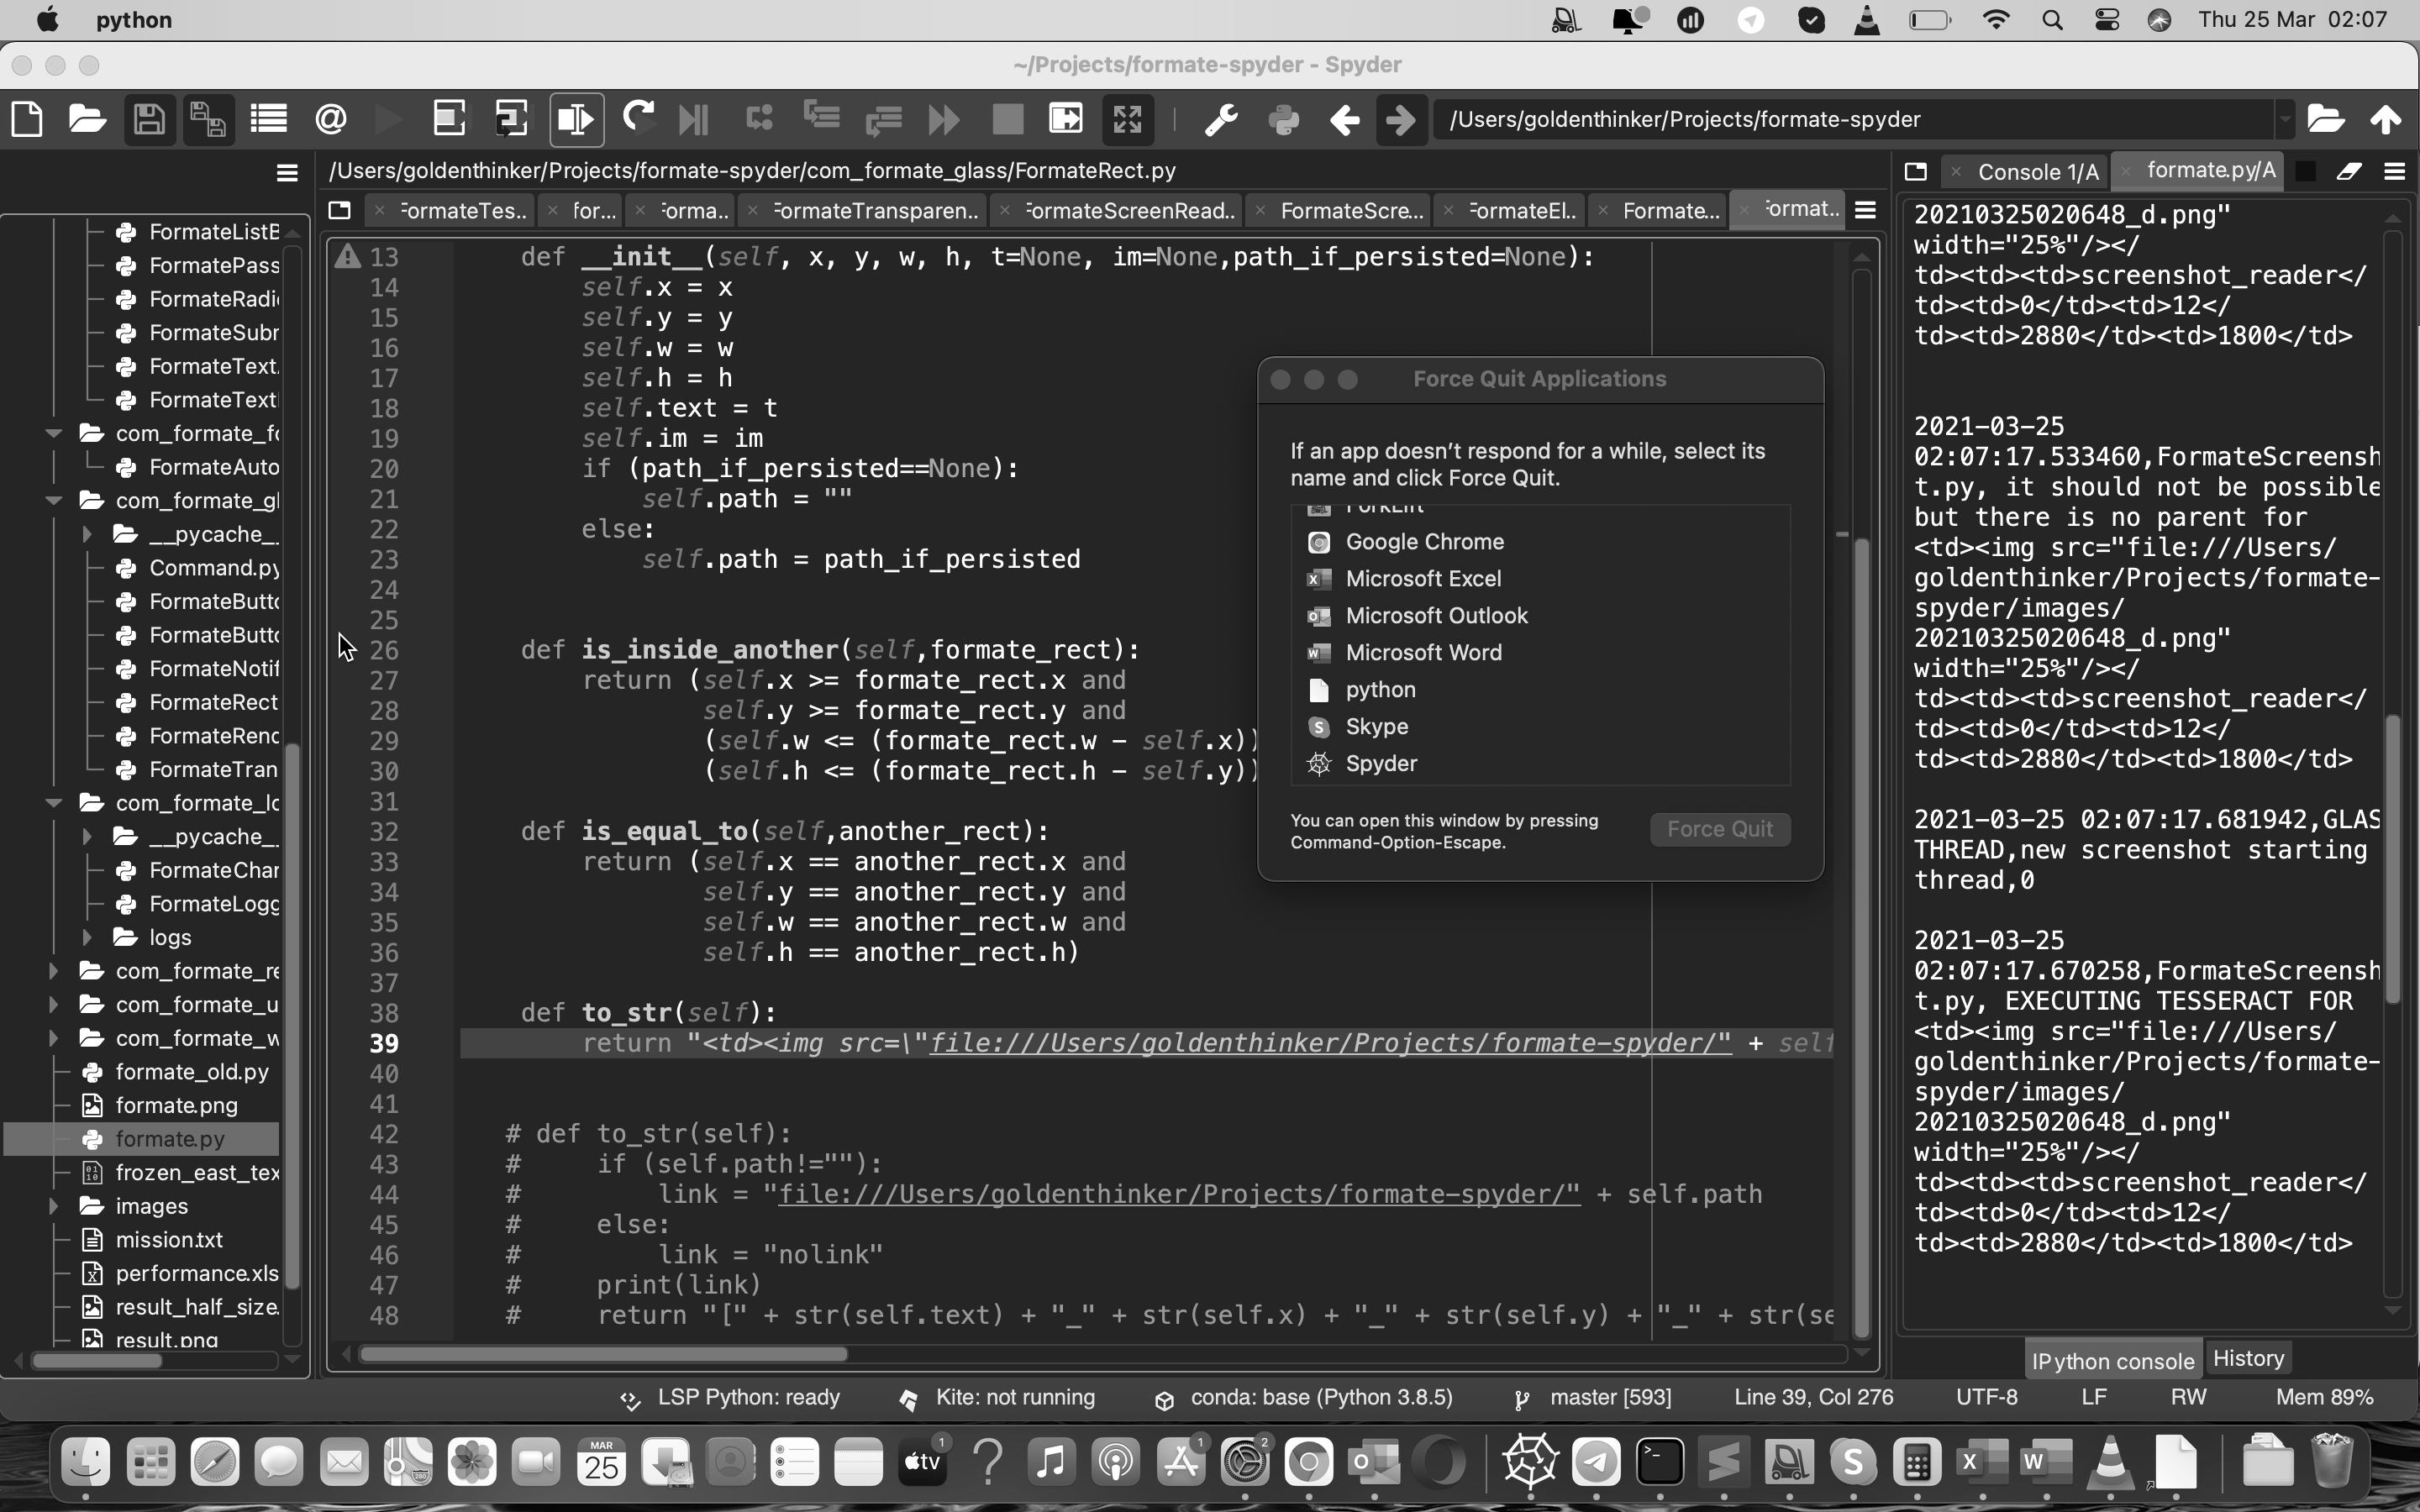 python
Thu 25 Mar 02:07
~/Projects/formate-spyder - Spyder
/Users/goldenthinker/Projects/formate-spyder
/Users/goldenthinker/Projects/formate-spyder/com_formate_glass/FormateRect.py
FormateTes..
for...
Forma..
FormateTransparen..
FormateScreenRead..
FormateScre...
FormateEl..
Formate...
Format..
FormateListB
FormatePass
FormateRadi
FormateSubr
FormateText
FormateText
com_formate_fo
FormateAuto
com_formate_gl
__pycache__
Command.py
FormateButto
FormateButto
FormateNotif
FormateRect
FormateRend
FormateTran
com_formate_lo
__pycache__
FormateChar
FormateLogg
logs
com_formate_re
com_formate_u
com_formate_w
formate_old.py
formate.png
formate.py
frozen_east_tex
images
mission.txt
performance.xls
result_half_size.
result.png
13 def __init__(self, x, y, w, h, t=None, im=None,path_if_persisted=None):
14 self.x = x
15 self.y = y
16 self.w = w
17 self.h = h
18 self.text = t
19 self.im = im
20 if (path_if_persisted==None):
21 self.path = ""
22 else:
23 self.path = path_if_persisted
24
25
26 def is_inside_another(self,formate_rect):
27 return (self.x >= formate_rect.x and
28 self.y >= formate_rect.y and
29 (self.w <= (formate_rect.w - self.x))
30 (self.h <= (formate_rect.h - self.y))
31
32 def is_equal_to(self,another_rect):
33 return (self.x == another_rect.x and
34 self.y == another_rect.y and
35 self.w == another_rect.w and
36 self.h == another_rect.h)
37
38 def to_str(self):
39 return "<td><img src=\"file:///Users/goldenthinker/Projects/formate-spyder/" + self
40
41
42 # def to_str(self):
43 # if (self.path!=""):
44 # link = "file:///Users/goldenthinker/Projects/formate-spyder/" + self.path
45 # else:
46 # link = "nolink"
47 # print(link)
48 # return "[" + str(self.text) + "_" + str(self.x) + "_" + str(self.y) + "_" + str(se
Force Quit Applications
If an app doesn't respond for a while, select its
name and click Force Quit.
ForkLift
Google Chrome
Microsoft Excel
Microsoft Outlook
Microsoft Word
python
Skype
Spyder
You can open this window by pressing
Command-Option-Escape.
Force Quit
Console 1/A
formate.py/A
20210325020648_d.png"
width="25%"/></
td><td><td>screenshot_reader</
td><td>0</td><td>12</
td><td>2880</td><td>1800</td>
2021-03-25
02:07:17.533460,FormateScreensh
t.py, it should not be possible
but there is no parent for
<td><img src="file:///Users/
goldenthinker/Projects/formate-
spyder/images/
20210325020648_d.png"
width="25%"/></
td><td><td>screenshot_reader</
td><td>0</td><td>12</
td><td>2880</td><td>1800</td>
2021-03-25 02:07:17.681942,GLAS
THREAD,new screenshot starting
thread,0
2021-03-25
02:07:17.670258,FormateScreensh
t.py, EXECUTING TESSERACT FOR
<td><img src="file:///Users/
goldenthinker/Projects/formate-
spyder/images/
20210325020648_d.png"
width="25%"/></
td><td><td>screenshot_reader</
td><td>0</td><td>12</
td><td>2880</td><td>1800</td>
IPython console
History
LSP Python: ready
Kite: not running
conda: base (Python 3.8.5)
master [593]
Line 39, Col 276
UTF-8
LF
RW
Mem 89%
MAR
25
tv
1
1
2